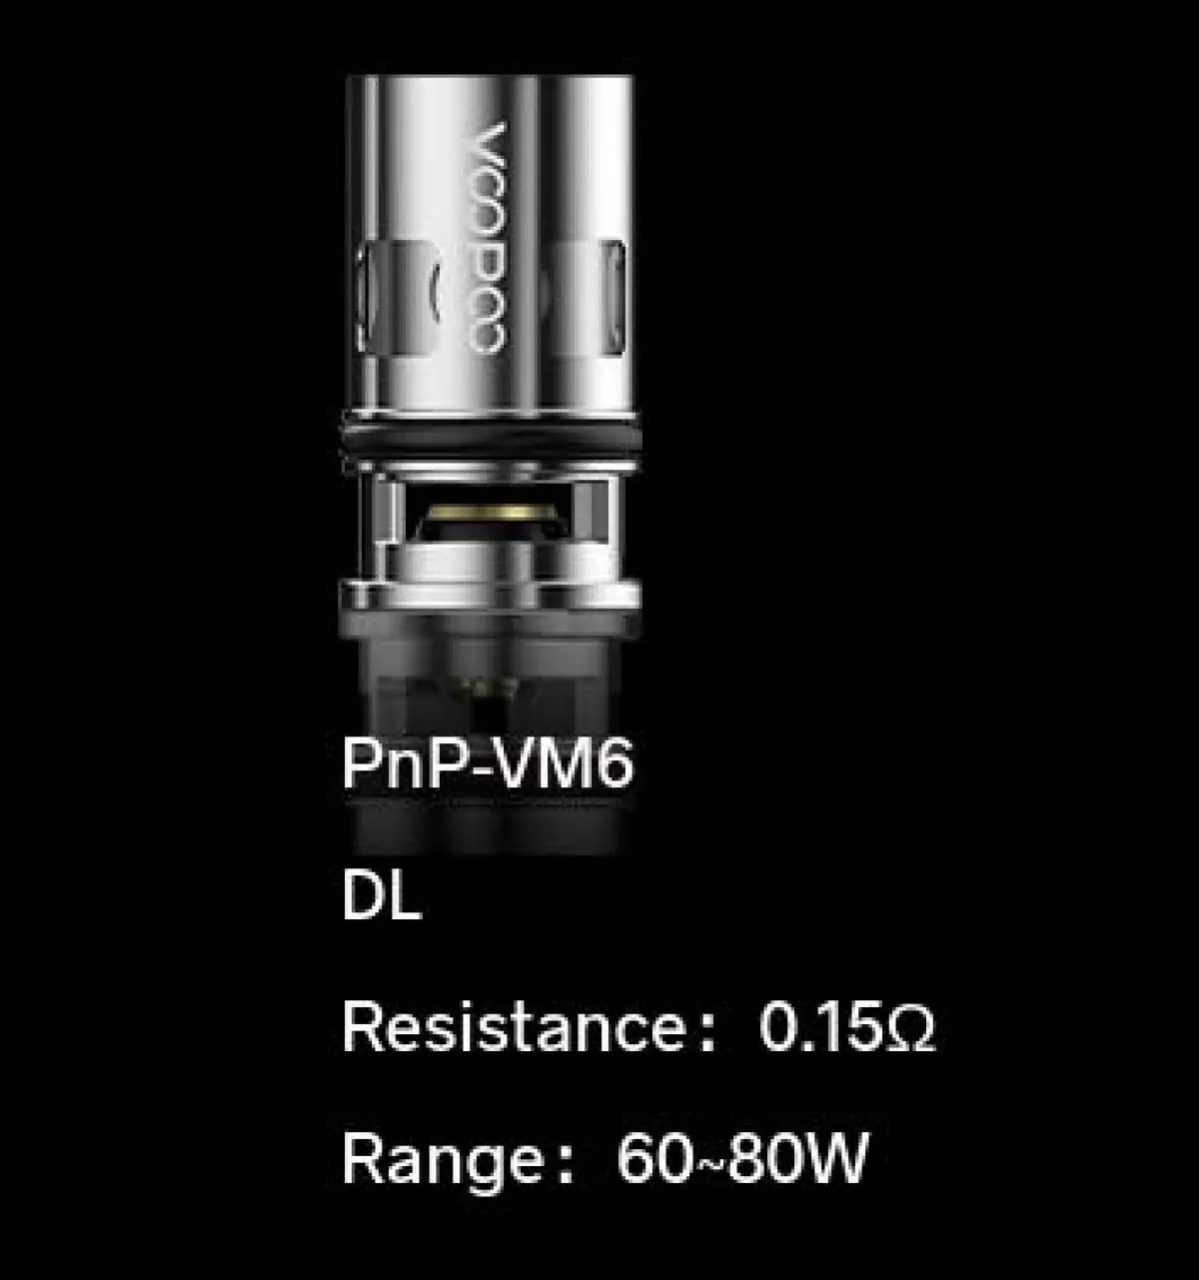 VOOPOO
PnP-VM6
DL
Resistance： 0.15Ω
Range： 60~80W